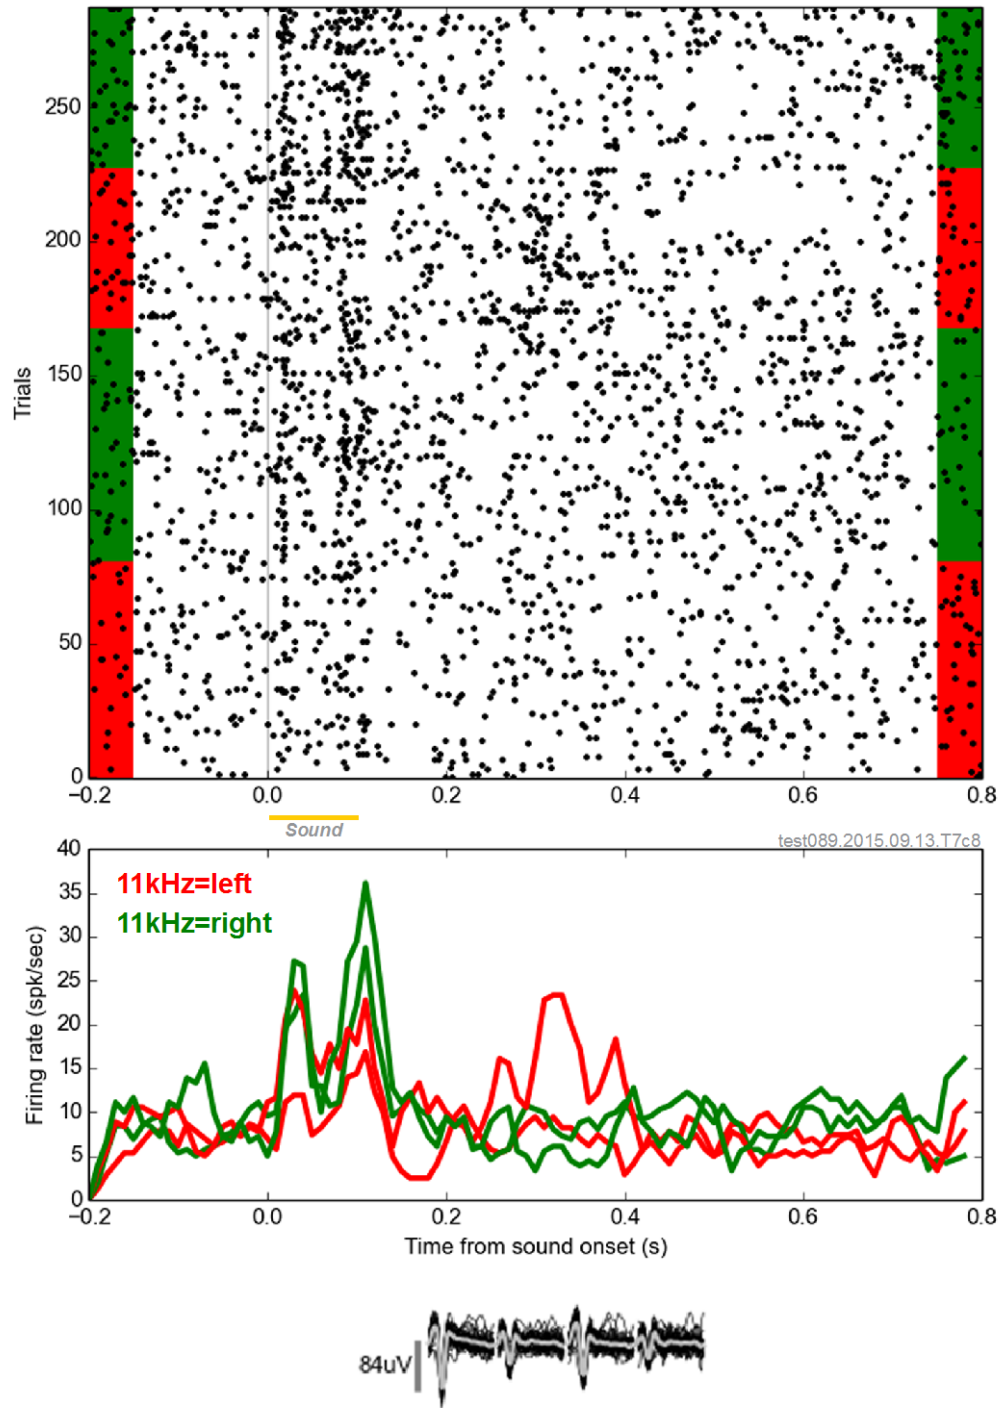 250
200
150
100
50
0
Trials
−0.2 0.0 0.2 0.4 0.6 0.8
Sound
test089.2015.09.13.T7c8
40
35
30
25
20
15
10
5
0
Firing rate (spk/sec)
11kHz=left
11kHz=right
−0.2 0.0 0.2 0.4 0.6 0.8
Time from sound onset (s)
84uV